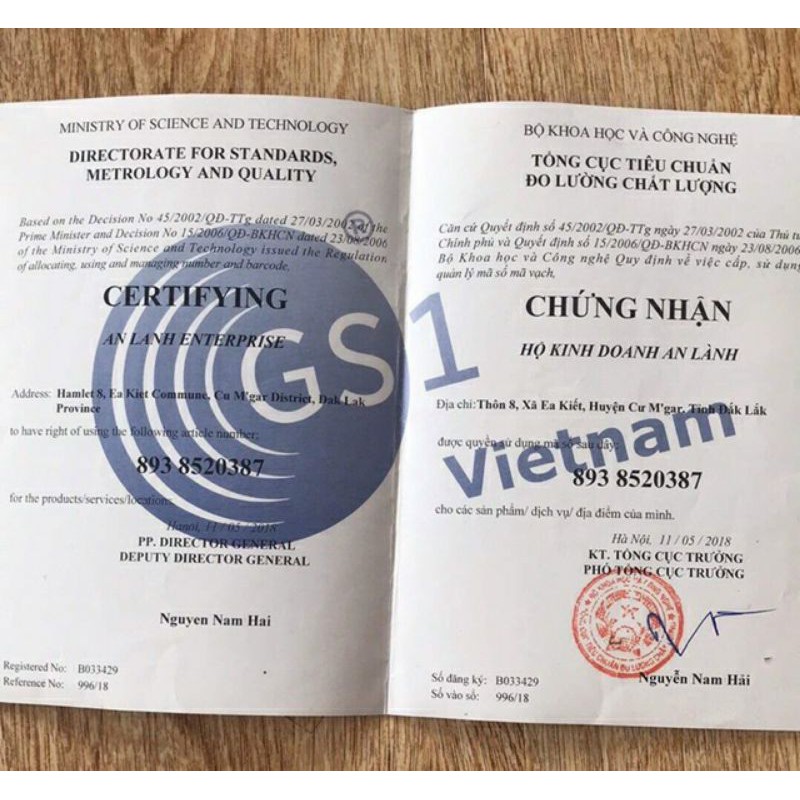 MINISTRY OF SCIENCE AND TECHNOLOGY
DIRECTORATE FOR STANDARDS,
METROLOGY AND QUALITY
Based on the Decision No 45/2002/QĐ-TTg dated 27/03/2002 of the
Prime Minister and Decision No 15/2006/QĐ-BKHCN dated 23/08/2006
of the Ministry of Science and Technology issued the Regulation
of allocating, using and managing number and barcode.
CERTIFYING
AN LANH ENTERPRISE
Address: Hamlet 8, Ea Kiet Commune, Cu M'gar District, Dak Lak
Province
to have right of using the following article number:
893 8520387
for the products/services/locations.
Hanoi, 11 / 05 / 2018
PP. DIRECTOR GENERAL
DEPUTY DIRECTOR GENERAL
Nguyen Nam Hai
Registered No: B033429
Reference No: 996/18
GS1
Vietnam
®
BỘ KHOA HỌC VÀ CÔNG NGHỆ
TỔNG CỤC TIÊU CHUẨN
ĐO LƯỜNG CHẤT LƯỢNG
Căn cứ Quyết định số 45/2002/QĐ-TTg ngày 27/03/2002 của Thủ tư
Chính phủ và Quyết định số 15/2006/QĐ-BKHCN ngày 23/08/2006
Bộ Khoa học và Công nghệ Quy định về việc cấp, sử dụng
quản lý mã số mã vạch,
CHỨNG NHẬN
HỘ KINH DOANH AN LÀNH
Địa chỉ: Thôn 8, Xã Ea Kiết, Huyện Cư M'gar, Tỉnh Đắk Lắk
được quyền sử dụng mã số sau đây:
893 8520387
cho các sản phẩm/ dịch vụ/ địa điểm của mình.
Hà Nội, 11 / 05 / 2018
KT. TỔNG CỤC TRƯỞNG
PHÓ TỔNG CỤC TRƯỞNG
Nguyễn Nam Hải
Số đăng ký: B033429
Số vào sổ: 996/18